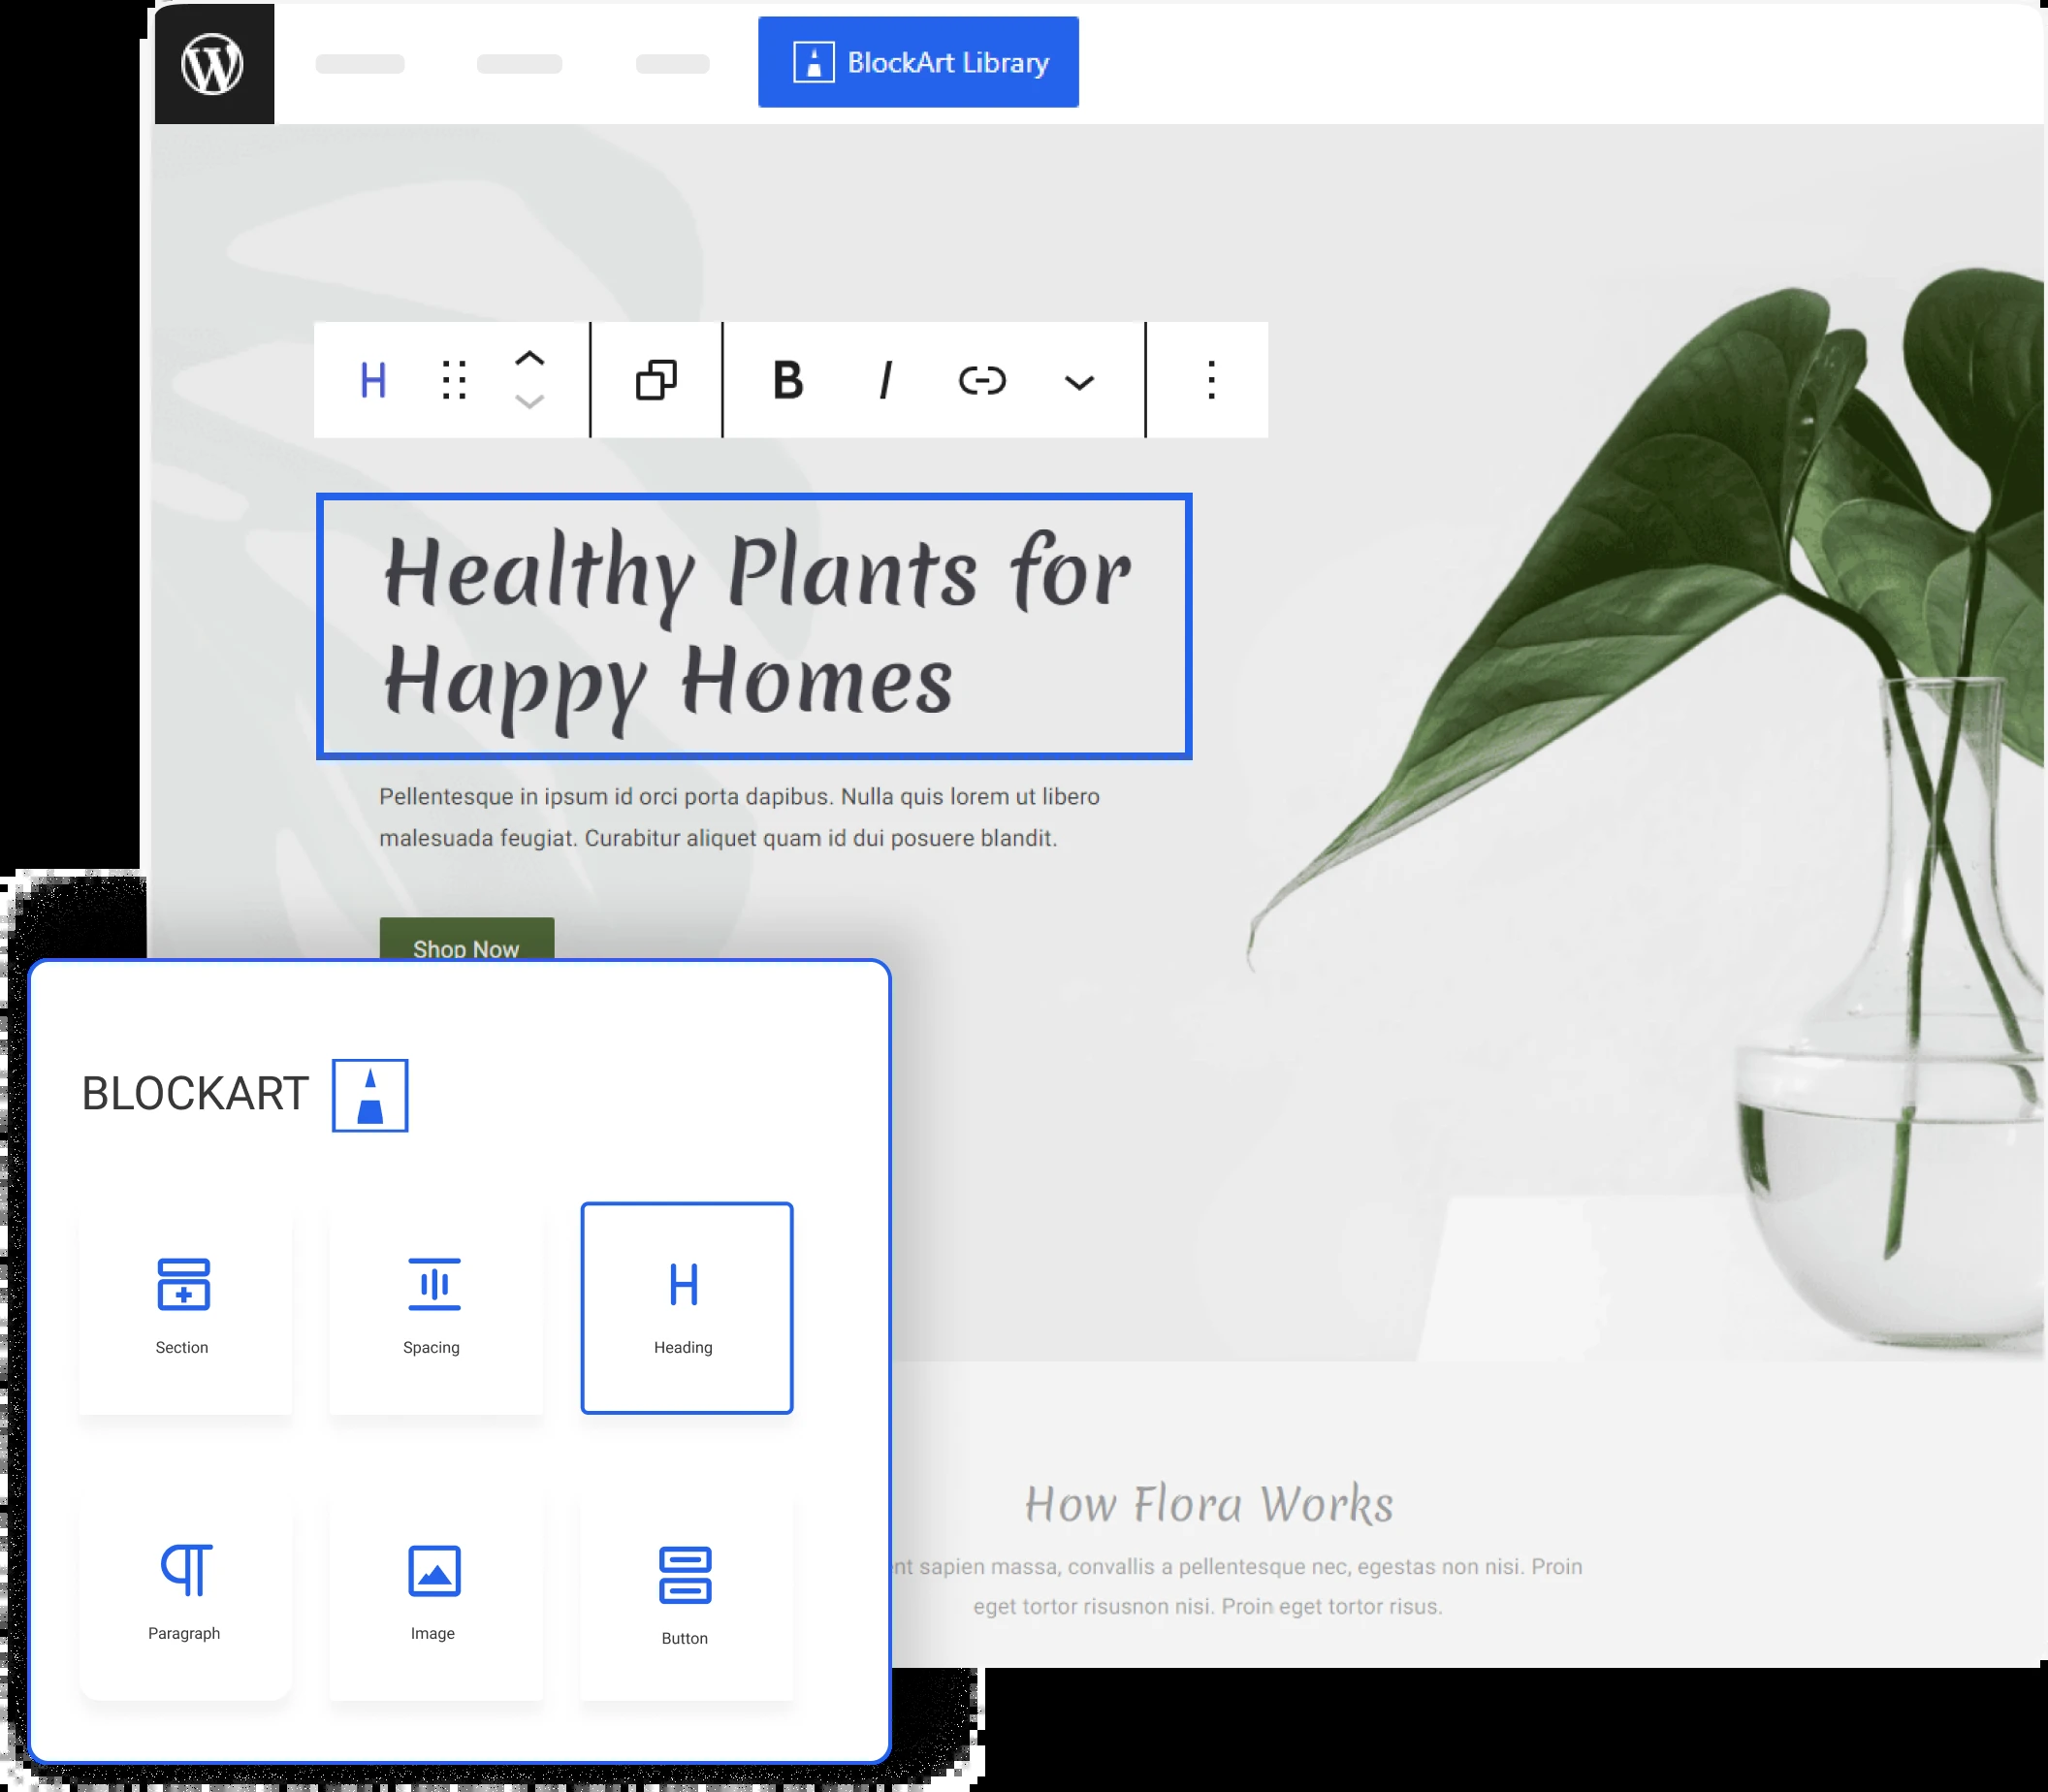 BlockArt Library
H
B I
Healthy Plants for
Happy Homes
Pellentesque in ipsum id orci porta dapibus. Nulla quis lorem ut libero
malesuada feugiat. Curabitur aliquet quam id dui posuere blandit.
Shop Now
BLOCKART
H
Section
Spacing
Heading
Paragraph
Image
Button
How Flora Works
sapien massa, convallis a pellentesque nec, egestas non nisi. Proin
eget tortor risusnon nisi. Proin eget tortor risus.